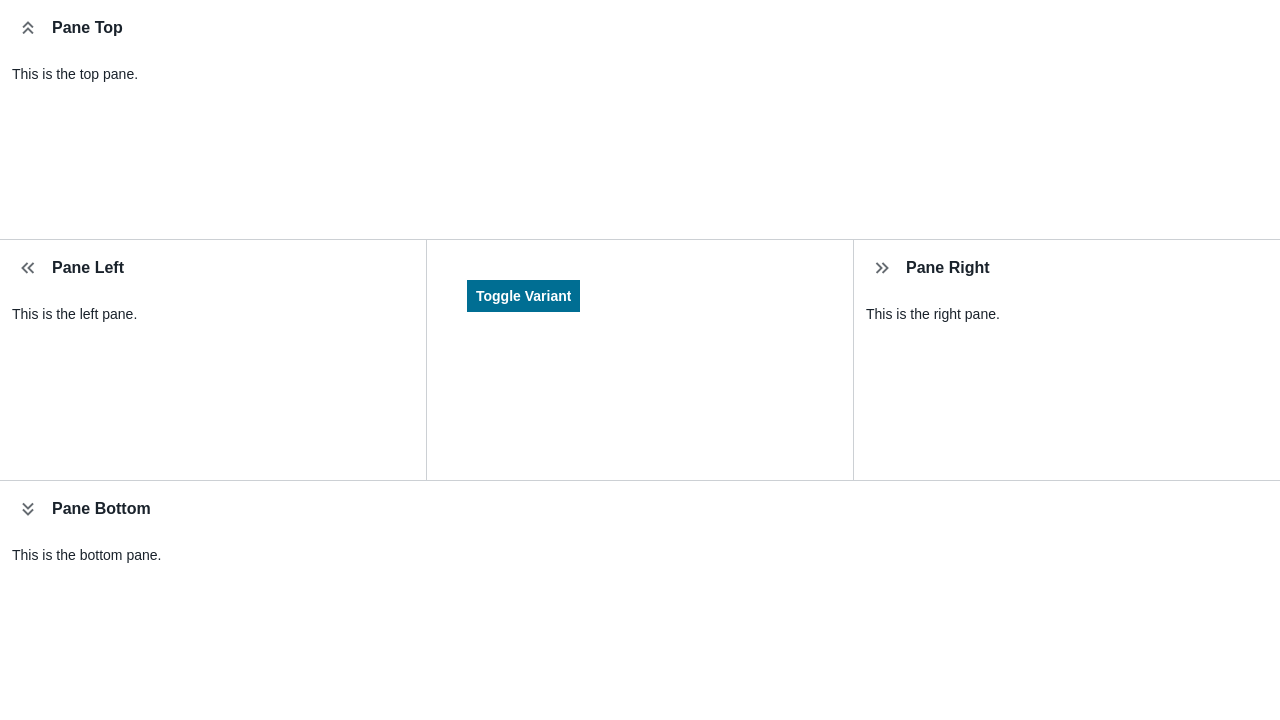 Pane Top
This is the top pane.
Pane Left
This is the left pane.
Toggle Variant
Pane Right
This is the right pane.
Pane Bottom
This is the bottom pane.